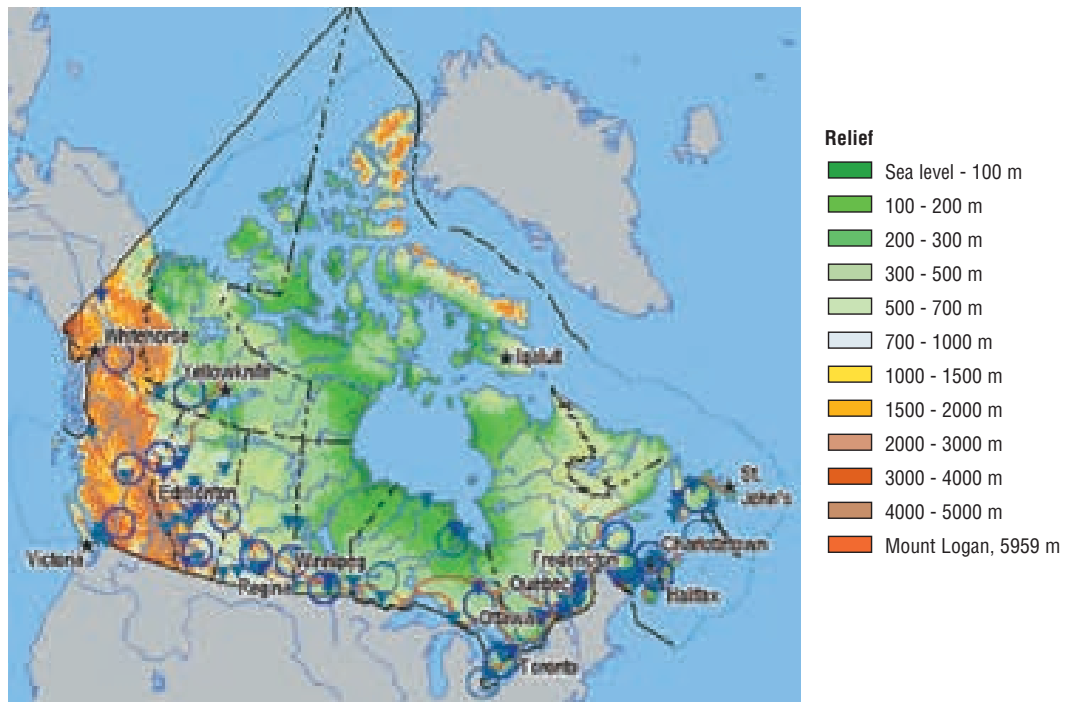 Whitehorse
Yellowknife
Iqaluit
Edmonton
St.
John's
Victoria
Winnipeg
Fredericton
Charlottetown
Regina
Quebec
Halifax
Ottawa
Toronto
Relief
Sea level - 100 m
100 - 200 m
200 - 300 m
300 - 500 m
500 - 700 m
700 - 1000 m
1000 - 1500 m
1500 - 2000 m
2000 - 3000 m
3000 - 4000 m
4000 - 5000 m
Mount Logan, 5959 m